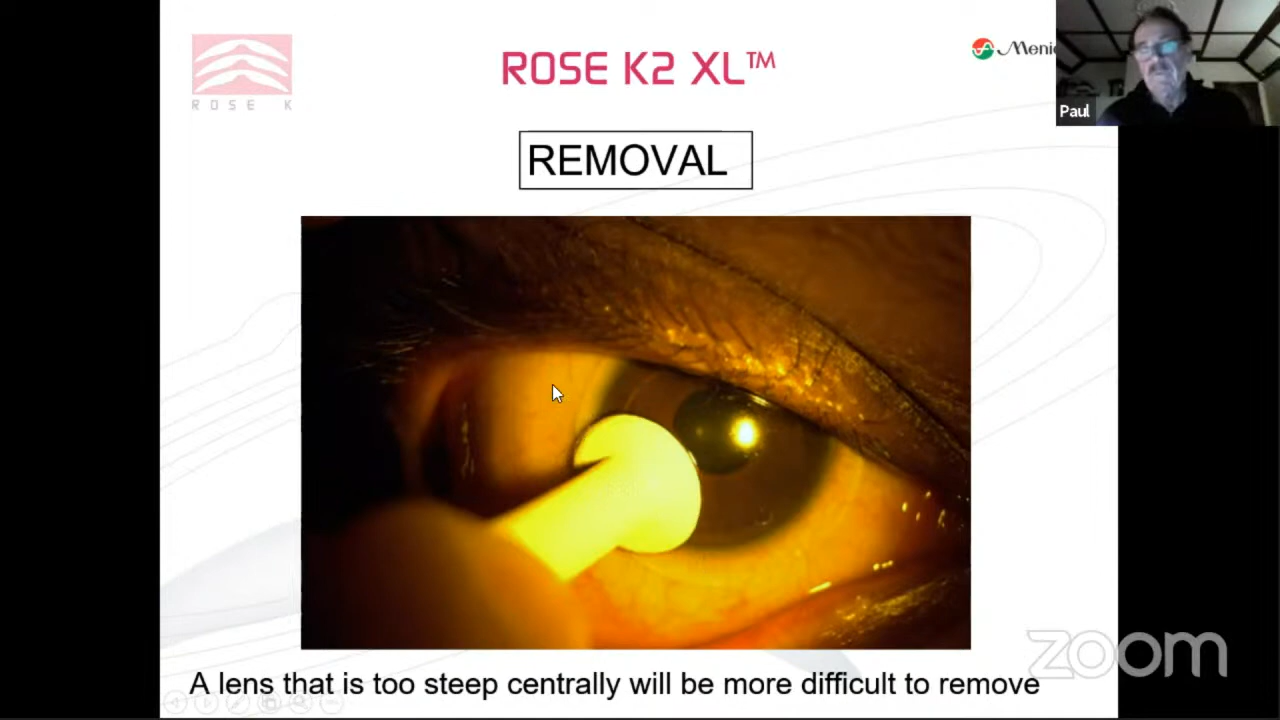 ROSE K
ROSE K2 XL™
Menic
Paul
REMOVAL
zoom
A lens that is too steep centrally will be more difficult to remove